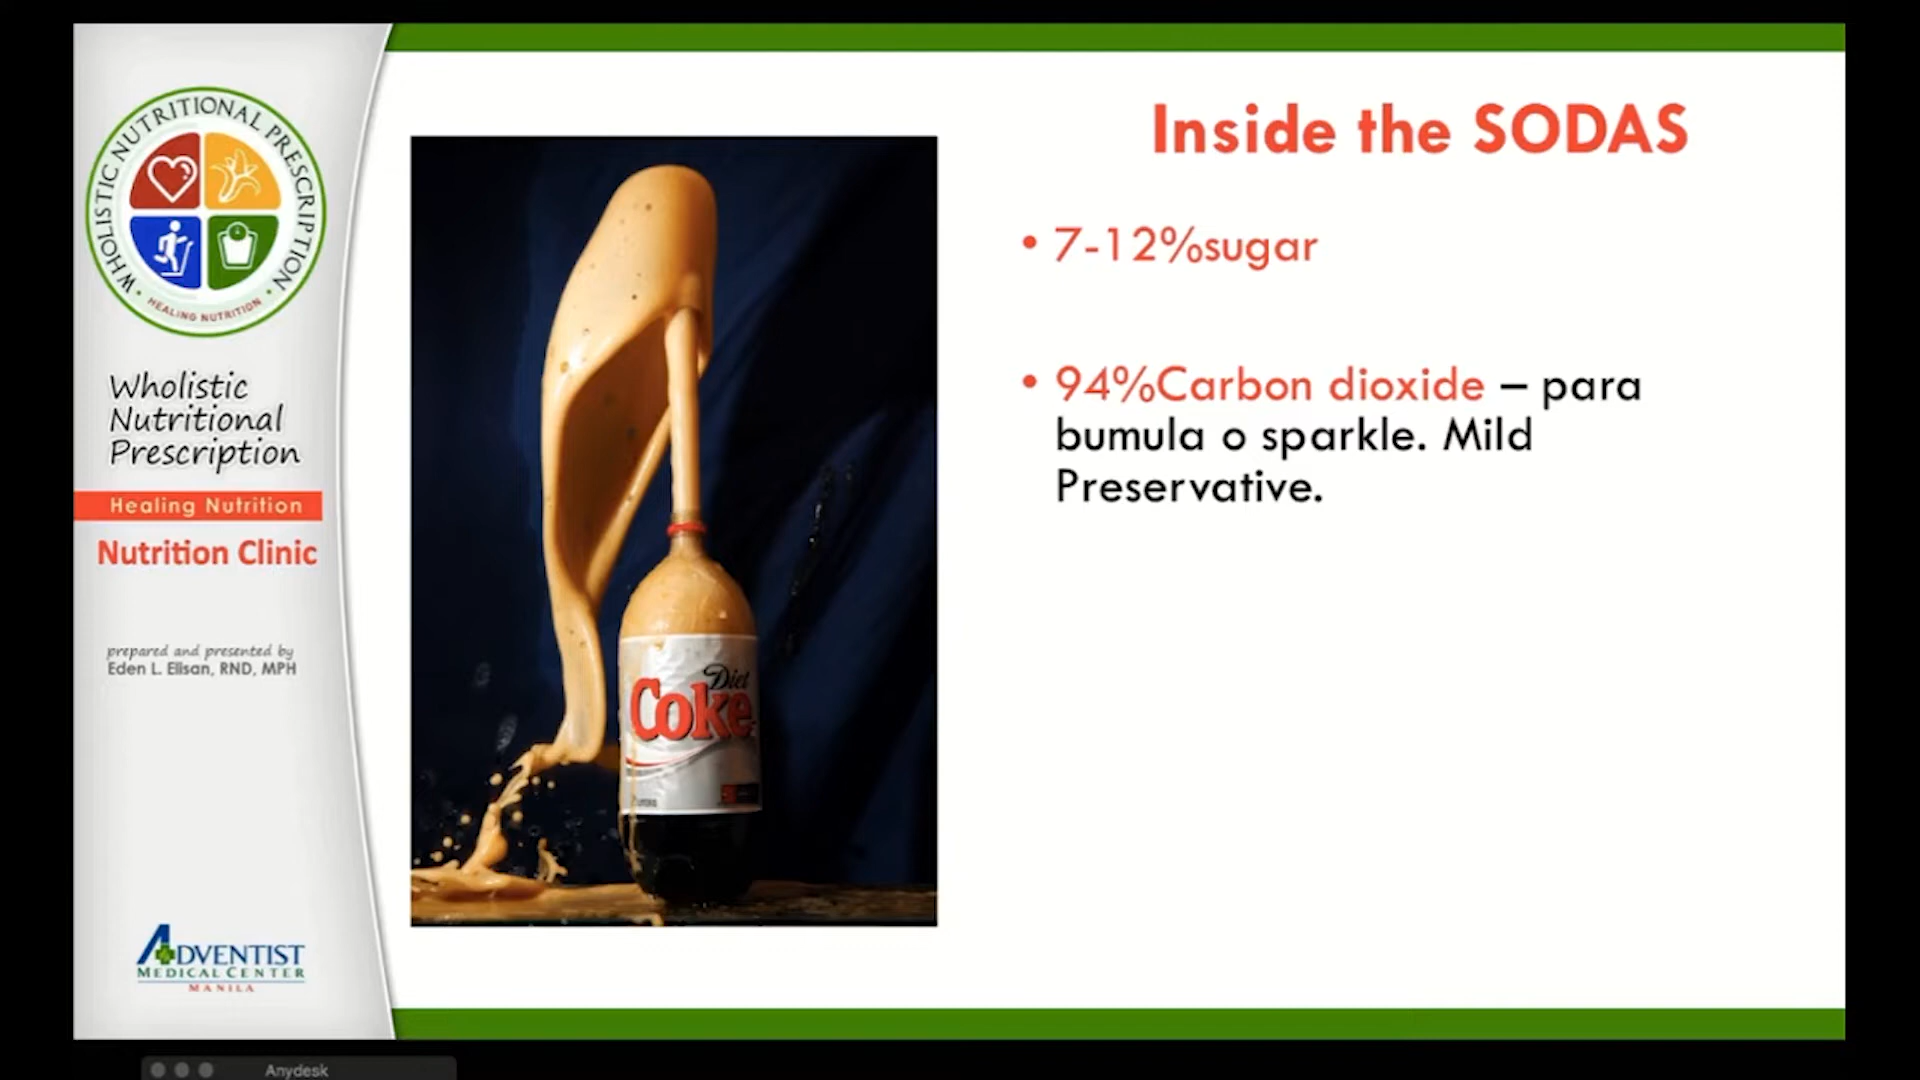 WHOLISTIC NUTRITIONAL PRESCRIPTION
HEALING NUTRITION
Wholistic
Nutritional
Prescription
Healing Nutrition
Nutrition Clinic
prepared and presented by
Eden L. Elisan, RND, MPH
ADVENTIST
MEDICAL CENTER
MANILA
Diet
Coke
Inside the SODAS
• 7-12%sugar
• 94%Carbon dioxide – para
bumula o sparkle. Mild
Preservative.
Anydesk